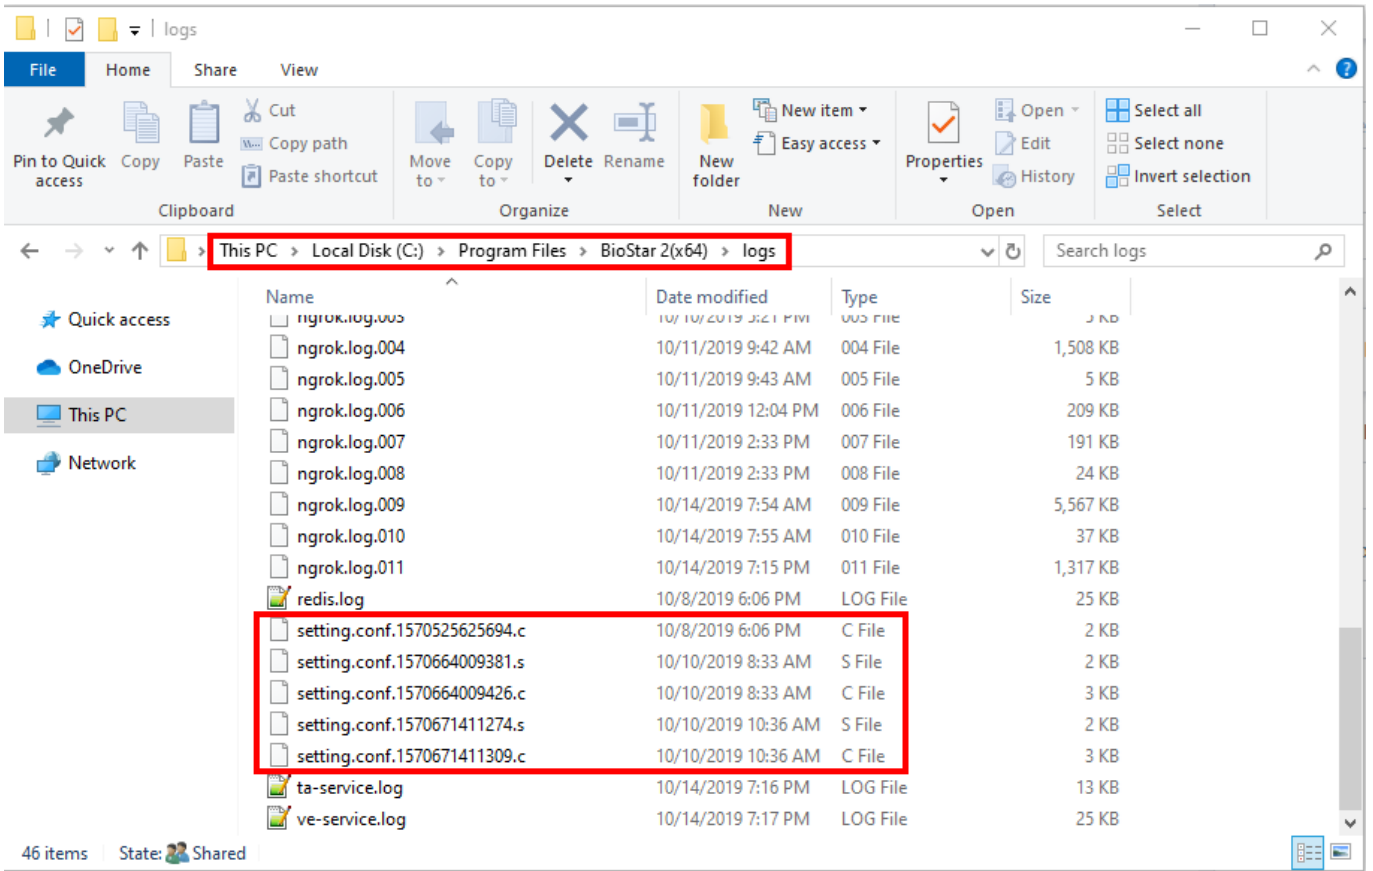 logs
File Home Share View
Pin to Quick access
Copy
Paste
Cut
Copy path
Paste shortcut
Clipboard
Move to
Copy to
Delete
Rename
Organize
New folder
New item
Easy access
New
Properties
Open
Edit
History
Open
Select all
Select none
Invert selection
Select
This PC > Local Disk (C:) > Program Files > BioStar 2(x64) > logs
Search logs
Quick access
OneDrive
This PC
Network
Name Date modified Type Size
ngrok.log.003 10/10/2019 5:21 PM 003 File 5 KB
ngrok.log.004 10/11/2019 9:42 AM 004 File 1,508 KB
ngrok.log.005 10/11/2019 9:43 AM 005 File 5 KB
ngrok.log.006 10/11/2019 12:04 PM 006 File 209 KB
ngrok.log.007 10/11/2019 2:33 PM 007 File 191 KB
ngrok.log.008 10/11/2019 2:33 PM 008 File 24 KB
ngrok.log.009 10/14/2019 7:54 AM 009 File 5,567 KB
ngrok.log.010 10/14/2019 7:55 AM 010 File 37 KB
ngrok.log.011 10/14/2019 7:15 PM 011 File 1,317 KB
redis.log 10/8/2019 6:06 PM LOG File 25 KB
setting.conf.1570525625694.c 10/8/2019 6:06 PM C File 2 KB
setting.conf.1570664009381.s 10/10/2019 8:33 AM S File 2 KB
setting.conf.1570664009426.c 10/10/2019 8:33 AM C File 3 KB
setting.conf.1570671411274.s 10/10/2019 10:36 AM S File 2 KB
setting.conf.1570671411309.c 10/10/2019 10:36 AM C File 3 KB
ta-service.log 10/14/2019 7:16 PM LOG File 13 KB
ve-service.log 10/14/2019 7:17 PM LOG File 25 KB
46 items State: Shared